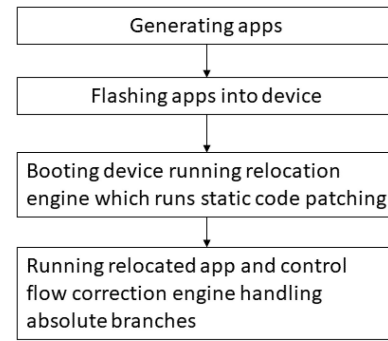 Generating apps
Flashing apps into device
Booting device running relocation
engine which runs static code patching
Running relocated app and control
flow correction engine handling
absolute branches